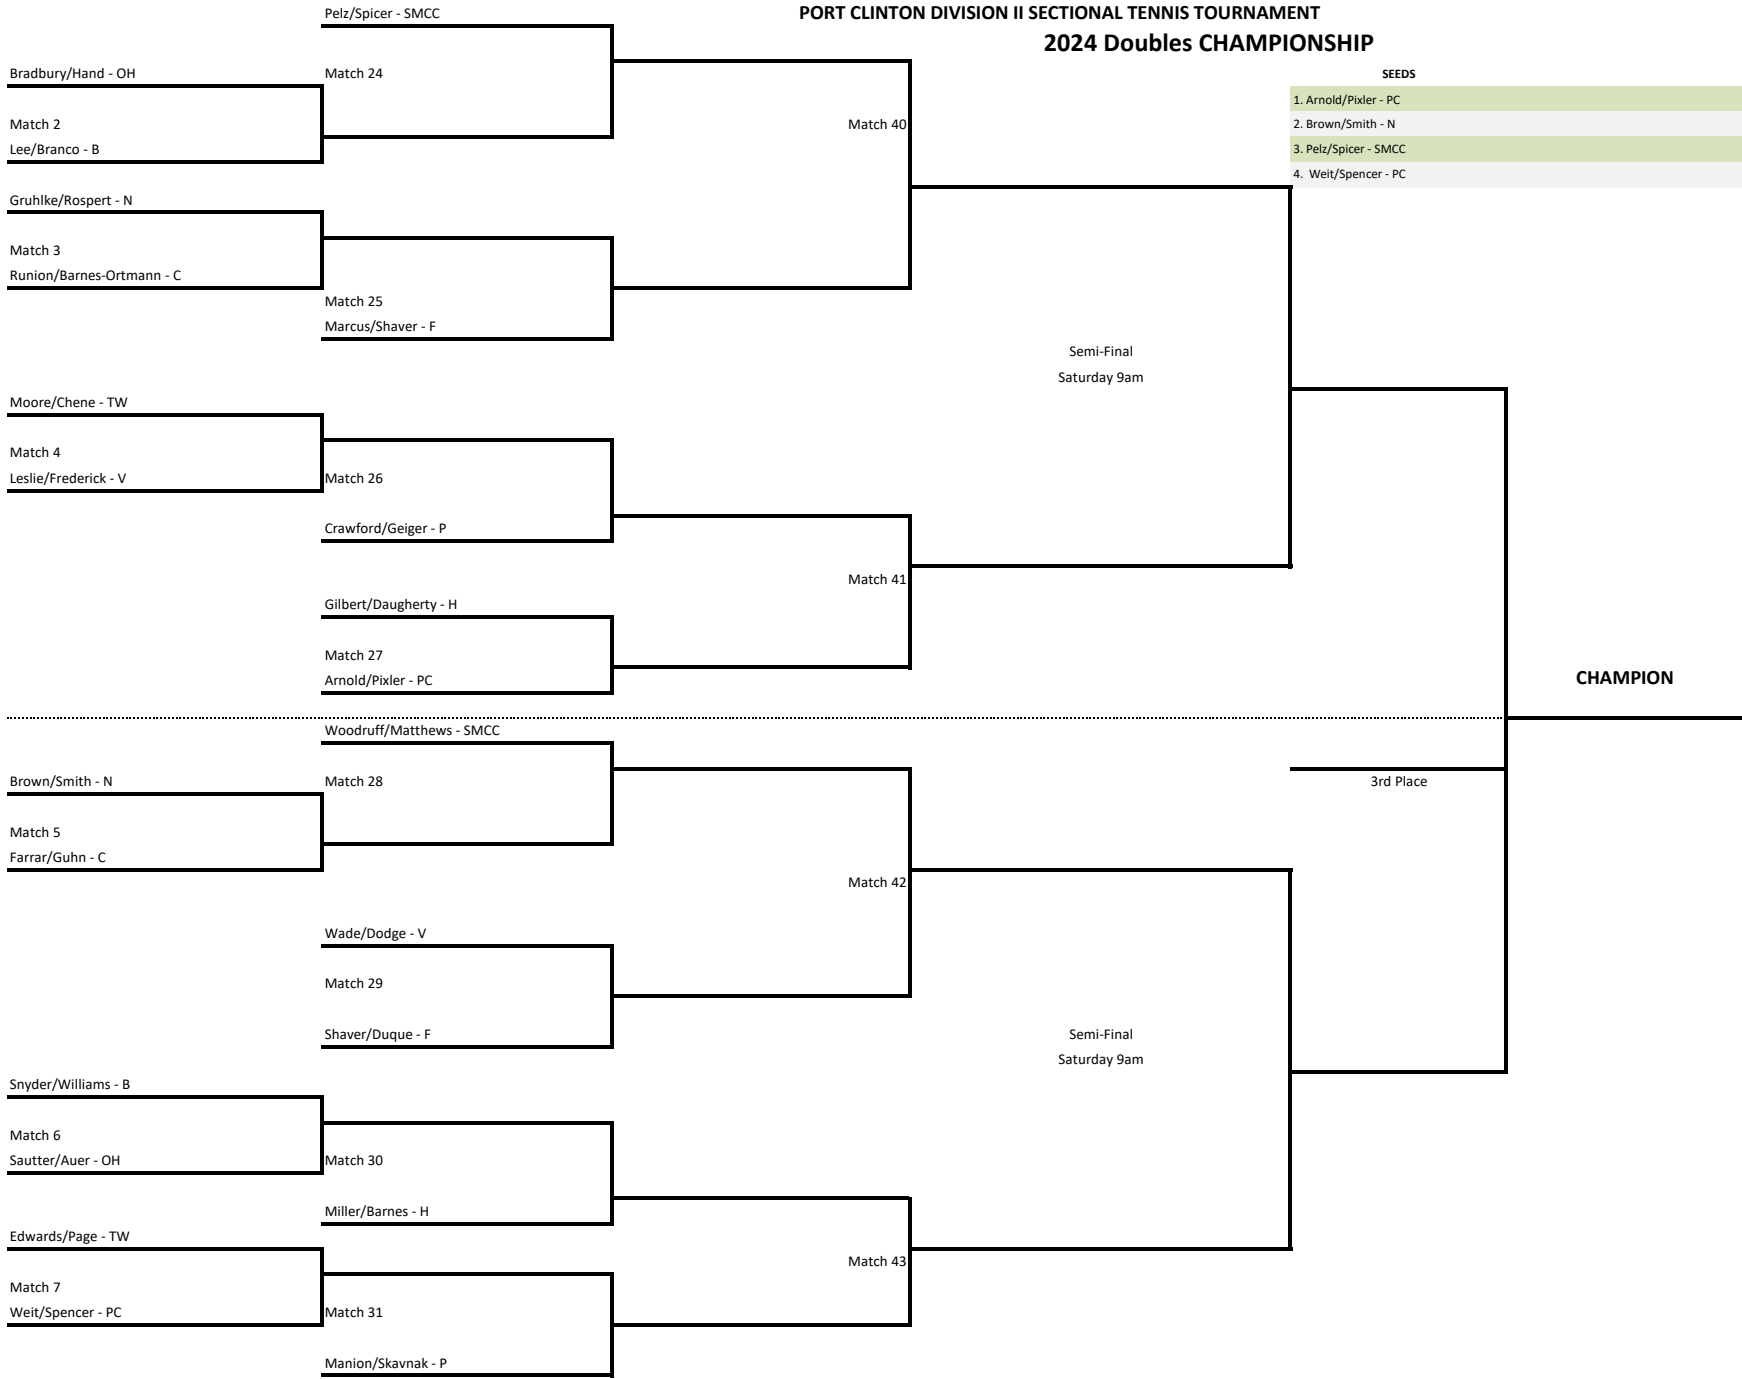 Pelz/Spicer - SMCC
PORT CLINTON DIVISION II SECTIONAL TENNIS TOURNAMENT
2024 Doubles CHAMPIONSHIP
SEEDS
1. Arnold/Pixler - PC
2. Brown/Smith - N
3. Pelz/Spicer - SMCC
4. Weit/Spencer - PC
Bradbury/Hand - OH
Match 24
Match 2
Match 40
Lee/Branco - B
Gruhlke/Rospert - N
Match 3
Runion/Barnes-Ortmann - C
Match 25
Marcus/Shaver - F
Semi-Final
Saturday 9am
Moore/Chene - TW
Match 4
Leslie/Frederick - V
Match 26
Crawford/Geiger - P
Match 41
Gilbert/Daugherty - H
Match 27
Arnold/Pixler - PC
CHAMPION
Woodruff/Matthews - SMCC
Brown/Smith - N
Match 28
3rd Place
Match 5
Farrar/Guhn - C
Match 42
Wade/Dodge - V
Match 29
Shaver/Duque - F
Semi-Final
Saturday 9am
Snyder/Williams - B
Match 6
Sautter/Auer - OH
Match 30
Miller/Barnes - H
Edwards/Page - TW
Match 43
Match 7
Weit/Spencer - PC
Match 31
Manion/Skavnak - P